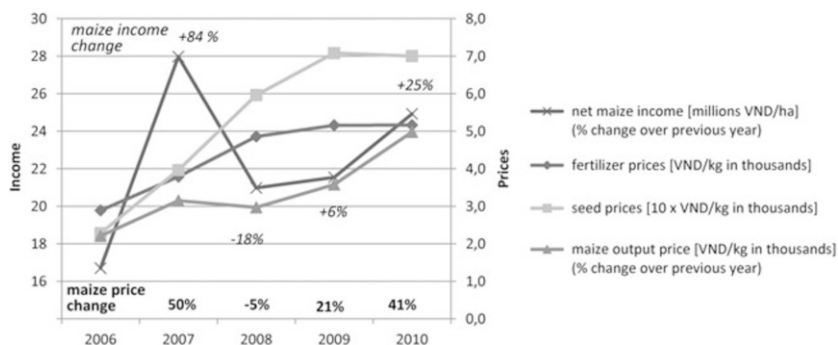 30
28
26
24
22
20
18
16
Income
maize income
change
+84 %
-18%
+6%
+25%
maize price
change
50%
-5%
21%
41%
2006
2007
2008
2009
2010
8,0
7,0
6,0
5,0
4,0
3,0
2,0
1,0
0,0
Prices
net maize income [millions VND/ha]
(% change over previous year)
fertilizer prices [VND/kg in thousands]
seed prices [10 x VND/kg in thousands]
maize output price [VND/kg in thousands]
(% change over previous year)